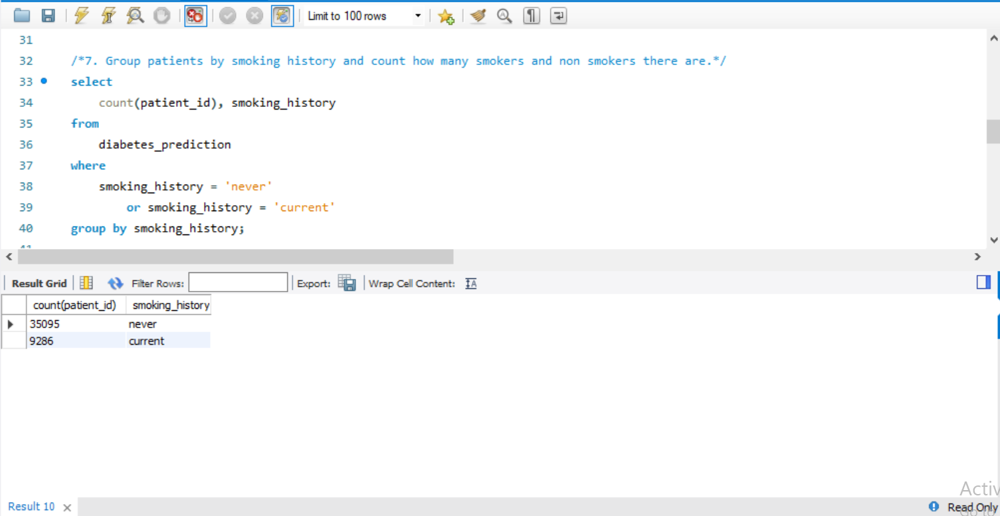 Limit to 100 rows
31
32 /*7. Group patients by smoking history and count how many smokers and non smokers there are.*/
33 select
34 count(patient_id), smoking_history
35 from
36 diabetes_prediction
37 where
38 smoking_history = 'never'
39 or smoking_history = 'current'
40 group by smoking_history;
Result Grid Filter Rows: Export: Wrap Cell Content:
count(patient_id) smoking_history
35095 never
9286 current
Activ
Result 10 Read Only